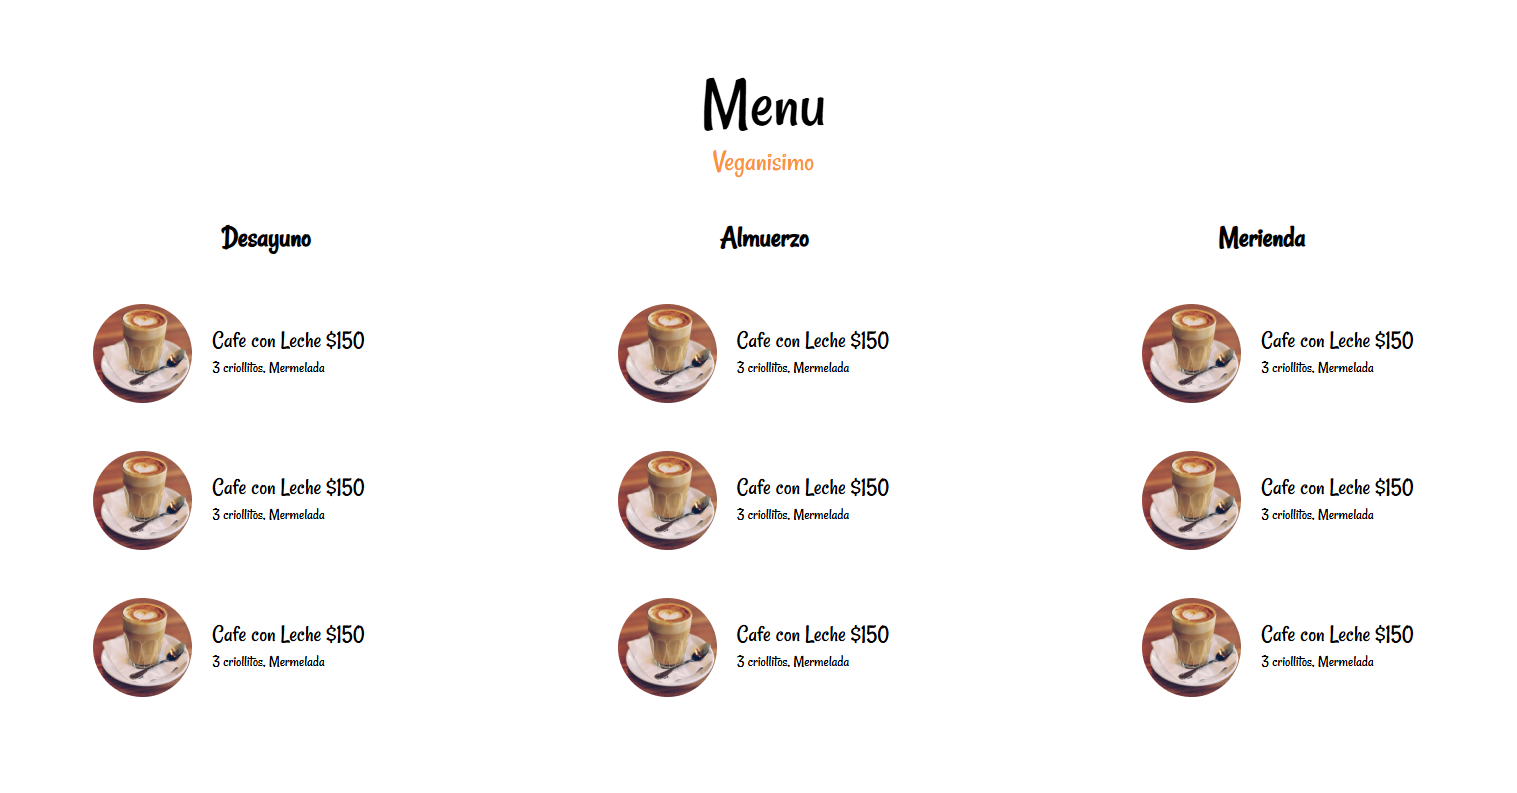 Menu
Veganisimo
Desayuno
Cafe con Leche $150
3 criollitos. Mermelada
Cafe con Leche $150
3 criollitos. Mermelada
Cafe con Leche $150
3 criollitos. Mermelada
Almuerzo
Cafe con Leche $150
3 criollitos. Mermelada
Cafe con Leche $150
3 criollitos. Mermelada
Cafe con Leche $150
3 criollitos. Mermelada
Merienda
Cafe con Leche $150
3 criollitos. Mermelada
Cafe con Leche $150
3 criollitos. Mermelada
Cafe con Leche $150
3 criollitos. Mermelada